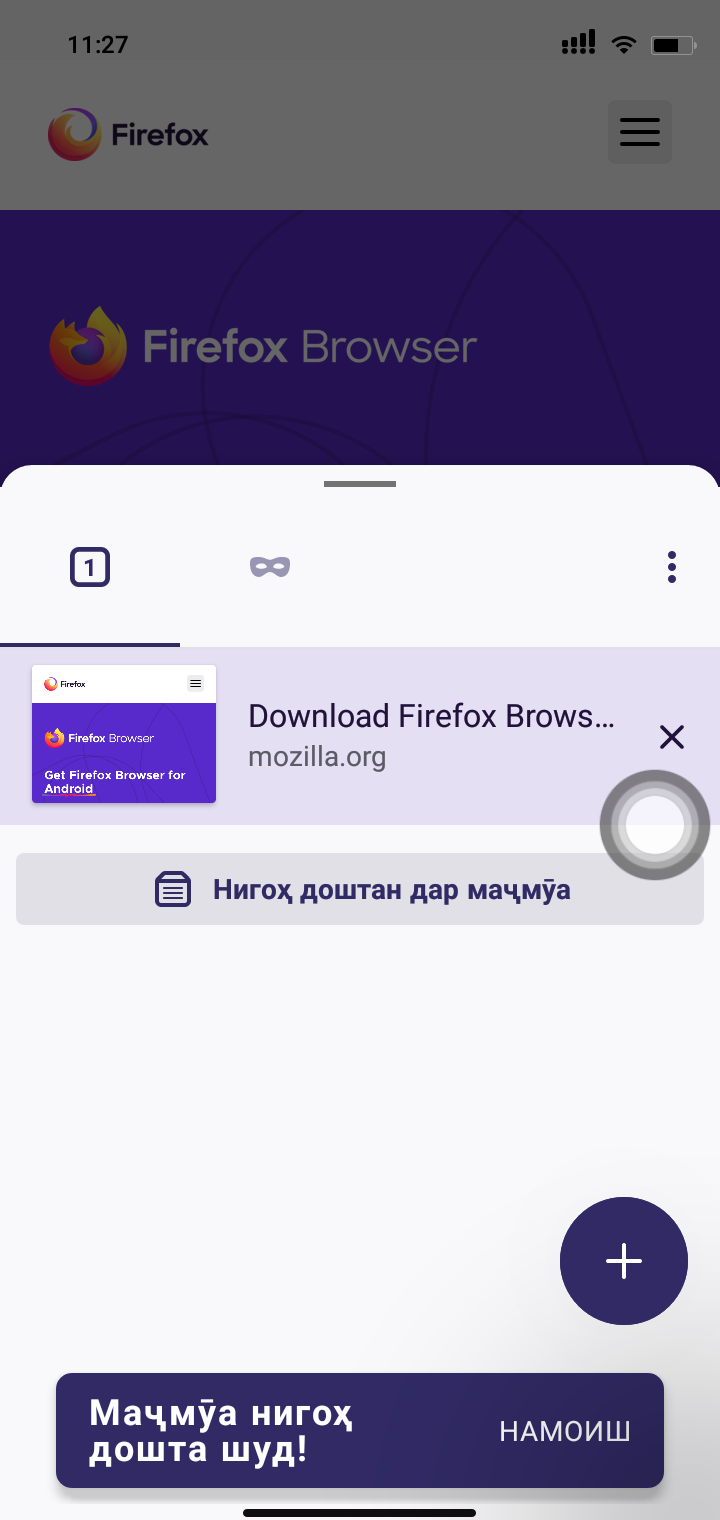 11:27
Firefox
Firefox Browser
1
Firefox
Firefox Browser
Get Firefox Browser for
Android
Download Firefox Brows...
mozilla.org
Нигоҳ доштан дар маҷмӯа
Маҷмӯа нигоҳ
дошта шуд!
НАМОИШ